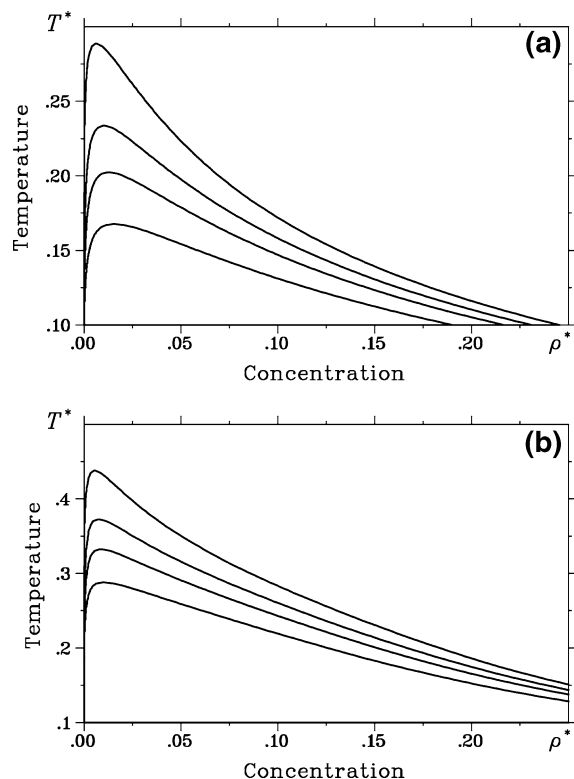 T*
(a)
.25
.20
.15
.10
Temperature
.00 .05 .10 .15 .20 ρ*
Concentration
T*
(b)
.4
.3
.2
.1
Temperature
.00 .05 .10 .15 .20 ρ*
Concentration